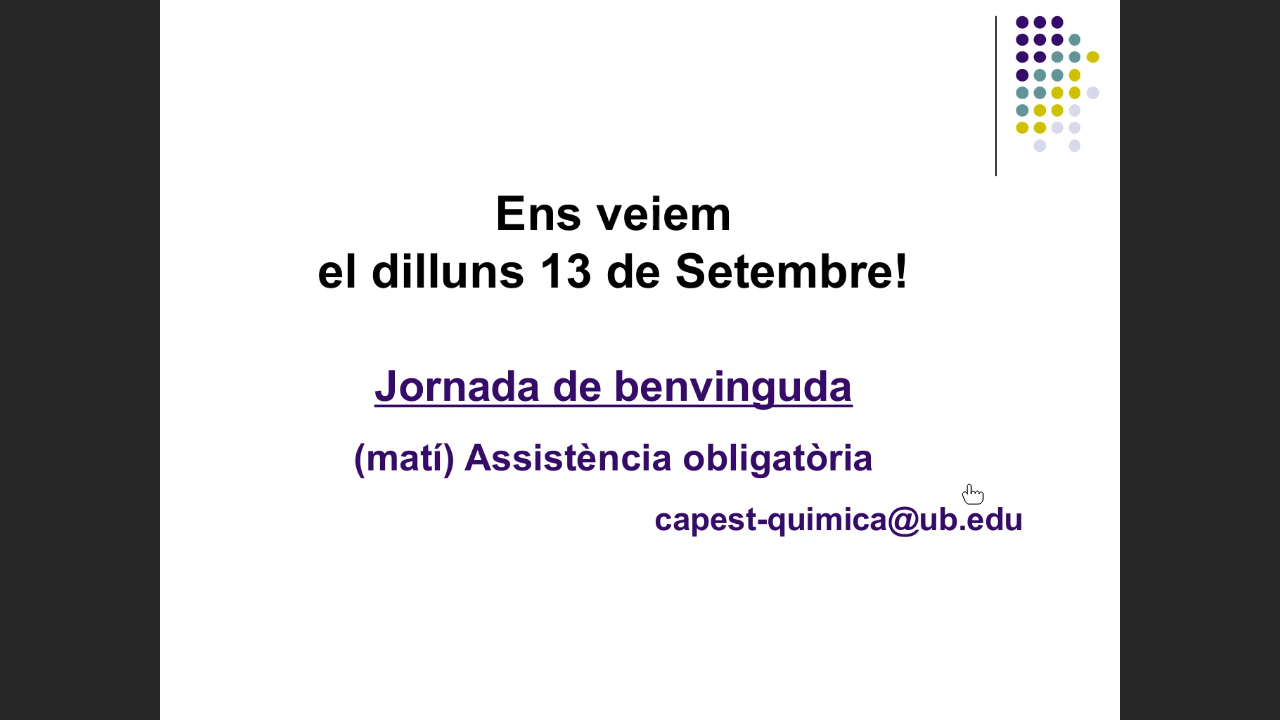 Ens veiem
el dilluns 13 de Setembre!
Jornada de benvinguda
(matí) Assistència obligatòria
capest-quimica@ub.edu